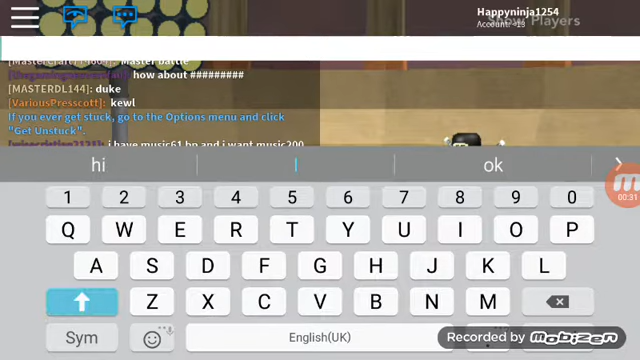 Happyninja1254
Show Players
Account: <13
Master battle
how about #########
[MASTERDL144]: duke
[VariousPresscott]: kewl
If you ever get stuck, go to the Options menu and click
"Get Unstuck".
i have music61 bp and i want music200
hi
I
ok
00:31
1 2 3 4 5 6 7 8 9 0
Q W E R T Y U I O P
A S D F G H J K L
Z X C V B N M
Sym
English(UK)
Recorded by mobizen